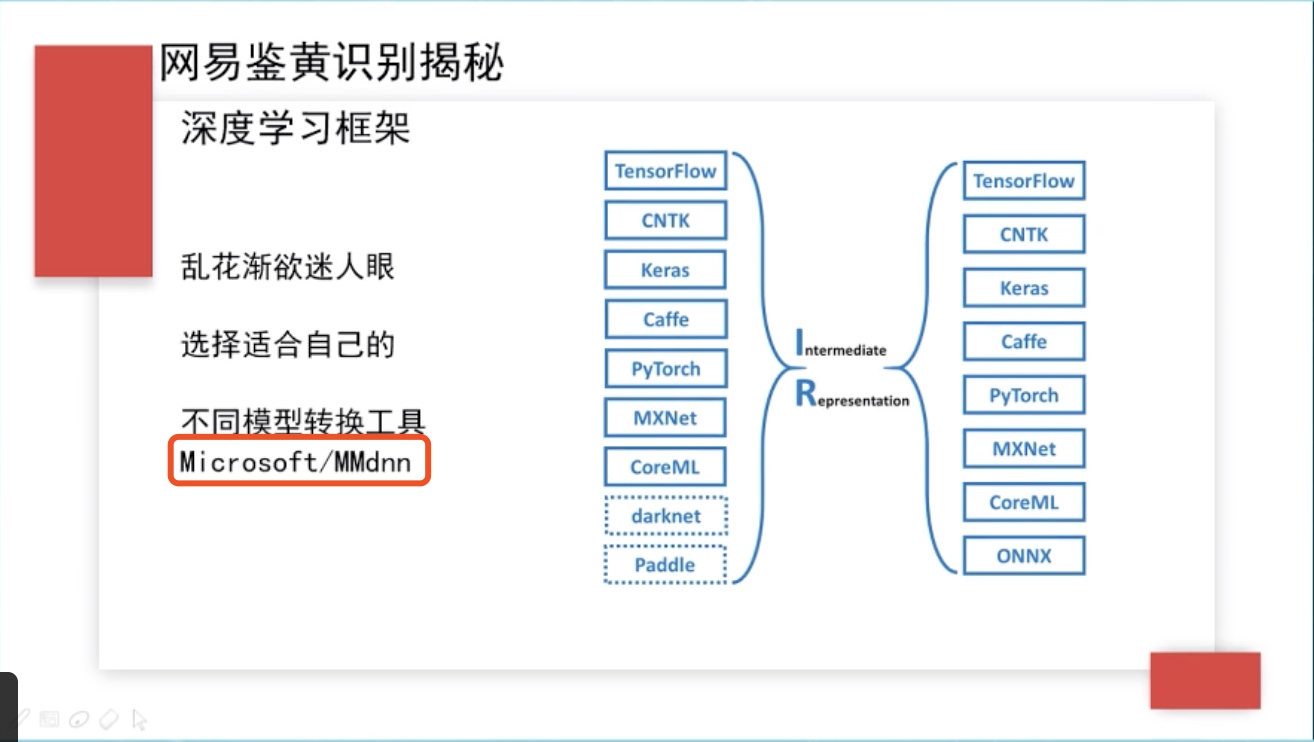 网易鉴黄识别揭秘
深度学习框架
乱花渐欲迷人眼
选择适合自己的
不同模型转换工具
Microsoft/MMdnn
TensorFlow
CNTK
Keras
Caffe
PyTorch
MXNet
CoreML
darknet
Paddle
Intermediate
Representation
TensorFlow
CNTK
Keras
Caffe
PyTorch
MXNet
CoreML
ONNX